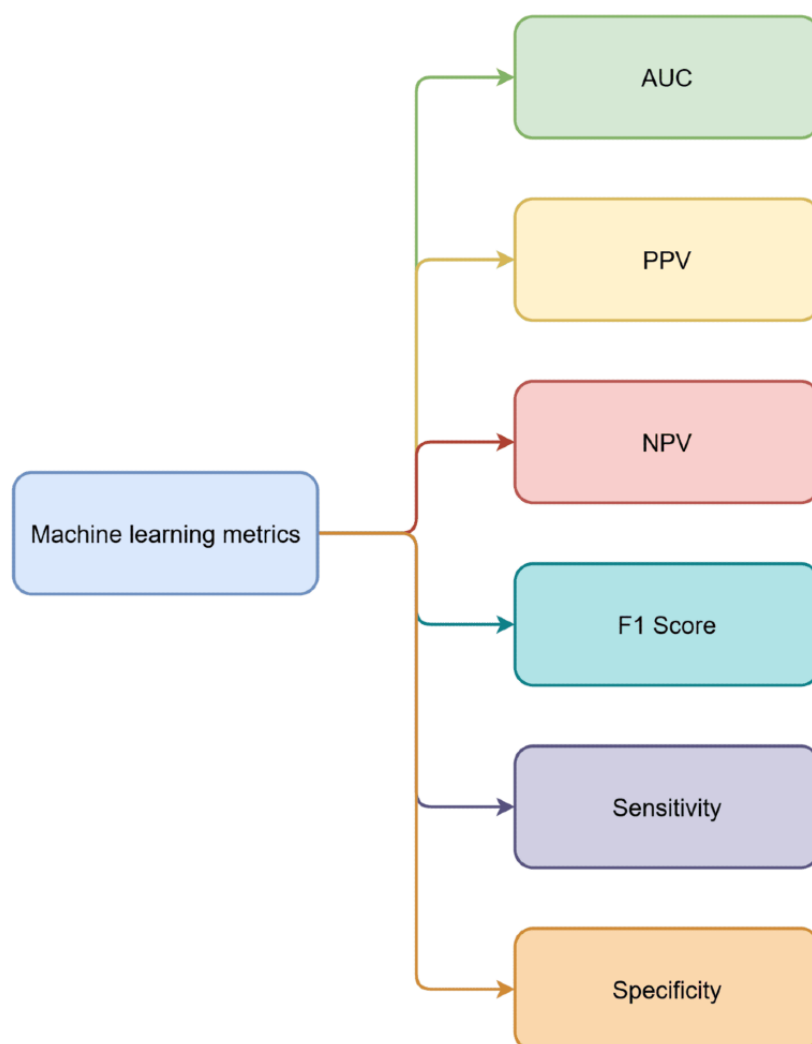 AUC
PPV
NPV
Machine learning metrics
F1 Score
Sensitivity
Specificity